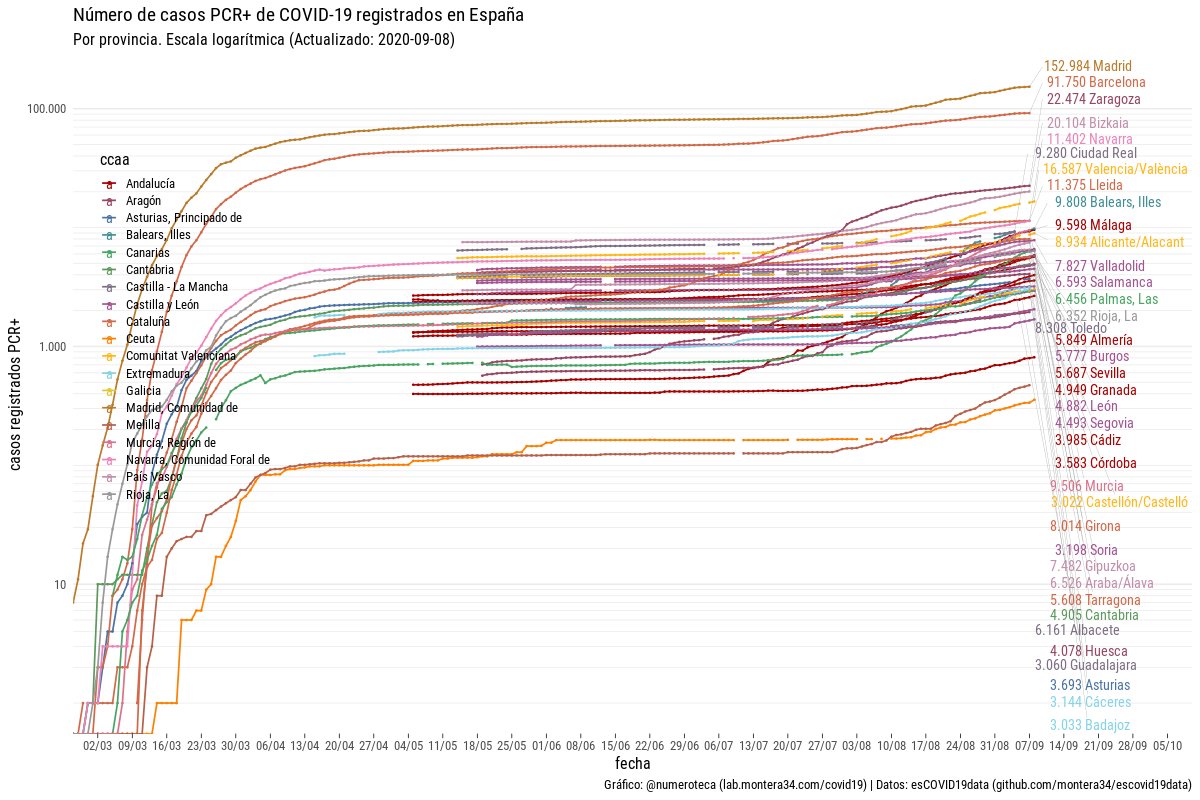 Número de casos PCR+ de COVID-19 registrados en España
Por provincia. Escala logarítmica (Actualizado: 2020-09-08)
casos registrados PCR+
100.000
1.000
10
ccaa
Andalucía
Aragón
Asturias, Principado de
Balears, Illes
Canarias
Cantabria
Castilla - La Mancha
Castilla y León
Cataluña
Ceuta
Comunitat Valenciana
Extremadura
Galicia
Madrid, Comunidad de
Melilla
Murcia, Región de
Navarra, Comunidad Foral de
País Vasco
Rioja, La
152.984 Madrid
91.750 Barcelona
22.474 Zaragoza
20.104 Bizkaia
11.402 Navarra
9.280 Ciudad Real
16.587 Valencia/València
11.375 Lleida
9.808 Balears, Illes
9.598 Málaga
8.934 Alicante/Alacant
7.827 Valladolid
6.593 Salamanca
6.456 Palmas, Las
6.352 Rioja, La
8.308 Toledo
5.849 Almería
5.777 Burgos
5.687 Sevilla
4.949 Granada
4.882 León
4.493 Segovia
3.985 Cádiz
3.583 Córdoba
9.506 Murcia
3.022 Castellón/Castelló
8.014 Girona
3.198 Soria
7.482 Gipuzkoa
6.526 Araba/Álava
5.608 Tarragona
4.905 Cantabria
6.161 Albacete
4.078 Huesca
3.060 Guadalajara
3.693 Asturias
3.144 Cáceres
3.033 Badajoz
02/03 09/03 16/03 23/03 30/03 06/04 13/04 20/04 27/04 04/05 11/05 18/05 25/05 01/06 08/06 15/06 22/06 29/06 06/07 13/07 20/07 27/07 03/08 10/08 17/08 24/08 31/08 07/09 14/09 21/09 28/09 05/10
fecha
Gráfico: @numeroteca (lab.montera34.com/covid19) | Datos: esCOVID19data (github.com/montera34/escovid19data)